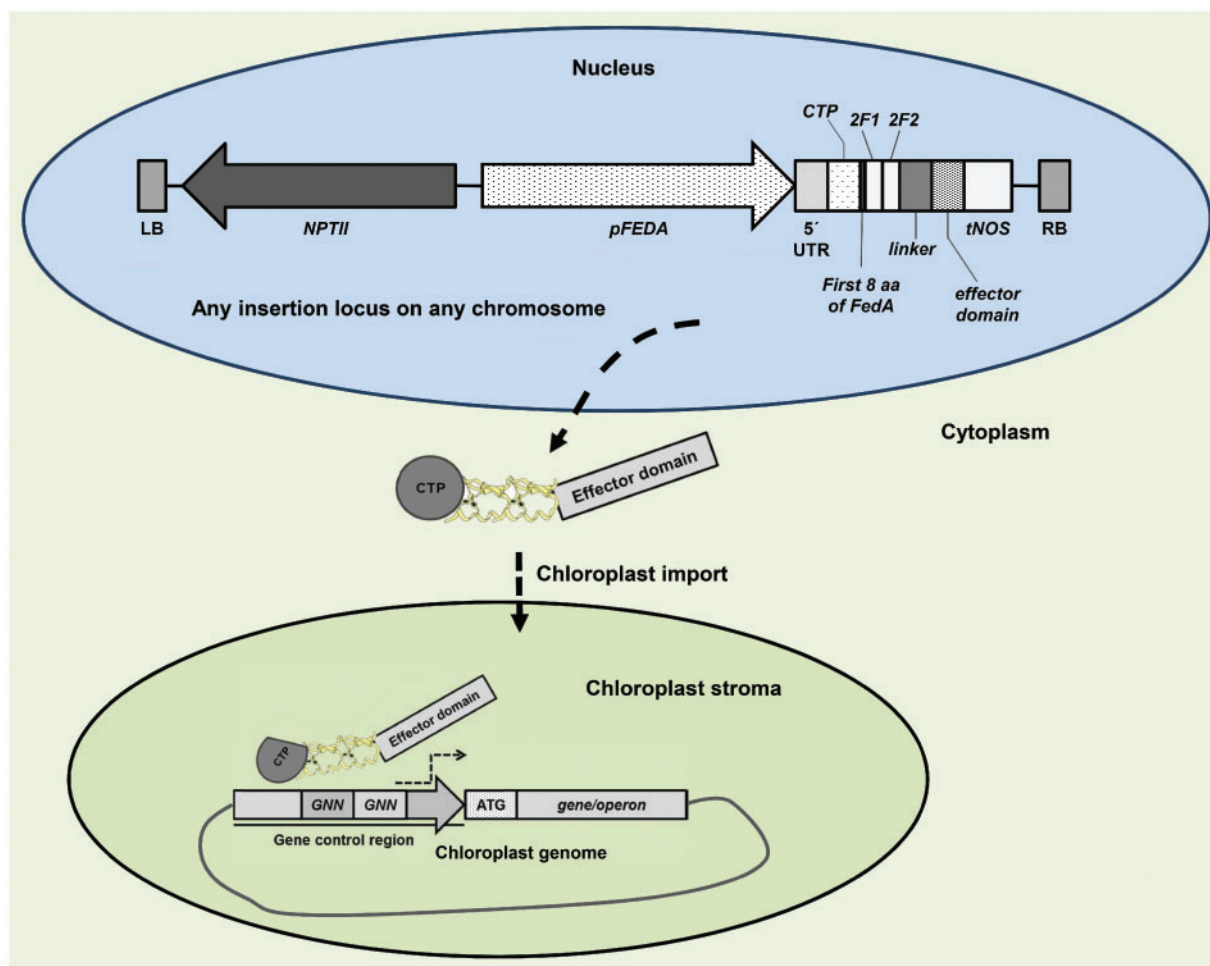 Nucleus
CTP
2F1
2F2
LB
NPTII
pFEDA
5´
UTR
linker
tNOS
RB
First 8 aa
of FedA
effector
domain
Any insertion locus on any chromosome
Cytoplasm
CTP
Effector domain
Chloroplast import
Chloroplast stroma
CTP
Effector domain
GNN
GNN
ATG
gene/operon
Gene control region
Chloroplast genome